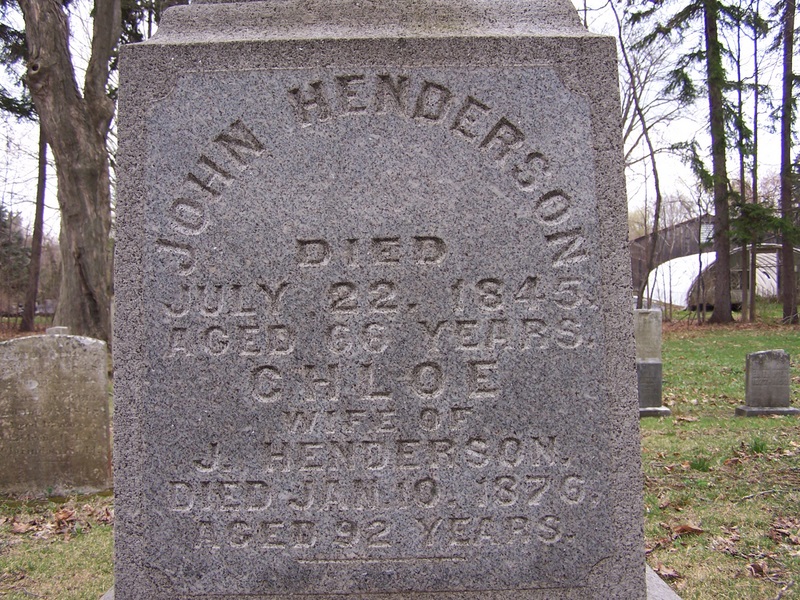 JOHN HENDERSON
DIED
JULY 22, 1845.
AGED 66 YEARS.
CHLOE
WIFE OF
J. HENDERSON.
DIED JAN. 10, 1876.
AGED 92 YEARS.